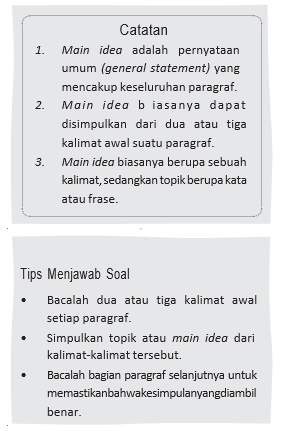 Catatan
1. Main idea adalah pernyataan
umum (general statement) yang
mencakup keseluruhan paragraf.
2. Main idea b iasanya dapat
disimpulkan dari dua atau tiga
kalimat awal suatu paragraf.
3. Main idea biasanya berupa sebuah
kalimat, sedangkan topik berupa kata
atau frase.
Tips Menjawab Soal
• Bacalah dua atau tiga kalimat awal
setiap paragraf.
• Simpulkan topik atau main idea dari
kalimat-kalimat tersebut.
• Bacalah bagian paragraf selanjutnya untuk
memastikanbahwakesimpulanyangdiambil
benar.